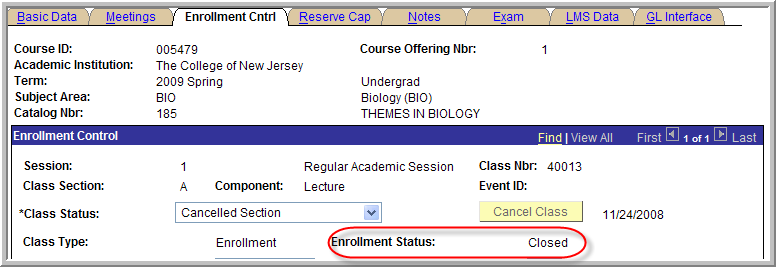 Basic Data Meetings Enrollment Cntrl Reserve Cap Notes Exam LMS Data GL Interface
Course ID: 005479 Course Offering Nbr: 1
Academic Institution: The College of New Jersey
Term: 2009 Spring Undergrad
Subject Area: BIO Biology (BIO)
Catalog Nbr: 185 THEMES IN BIOLOGY
Enrollment Control Find | View All First 1 of 1 Last
Session: 1 Regular Academic Session Class Nbr: 40013
Class Section: A Component: Lecture Event ID:
*Class Status: Cancelled Section Cancel Class 11/24/2008
Class Type: Enrollment Enrollment Status: Closed